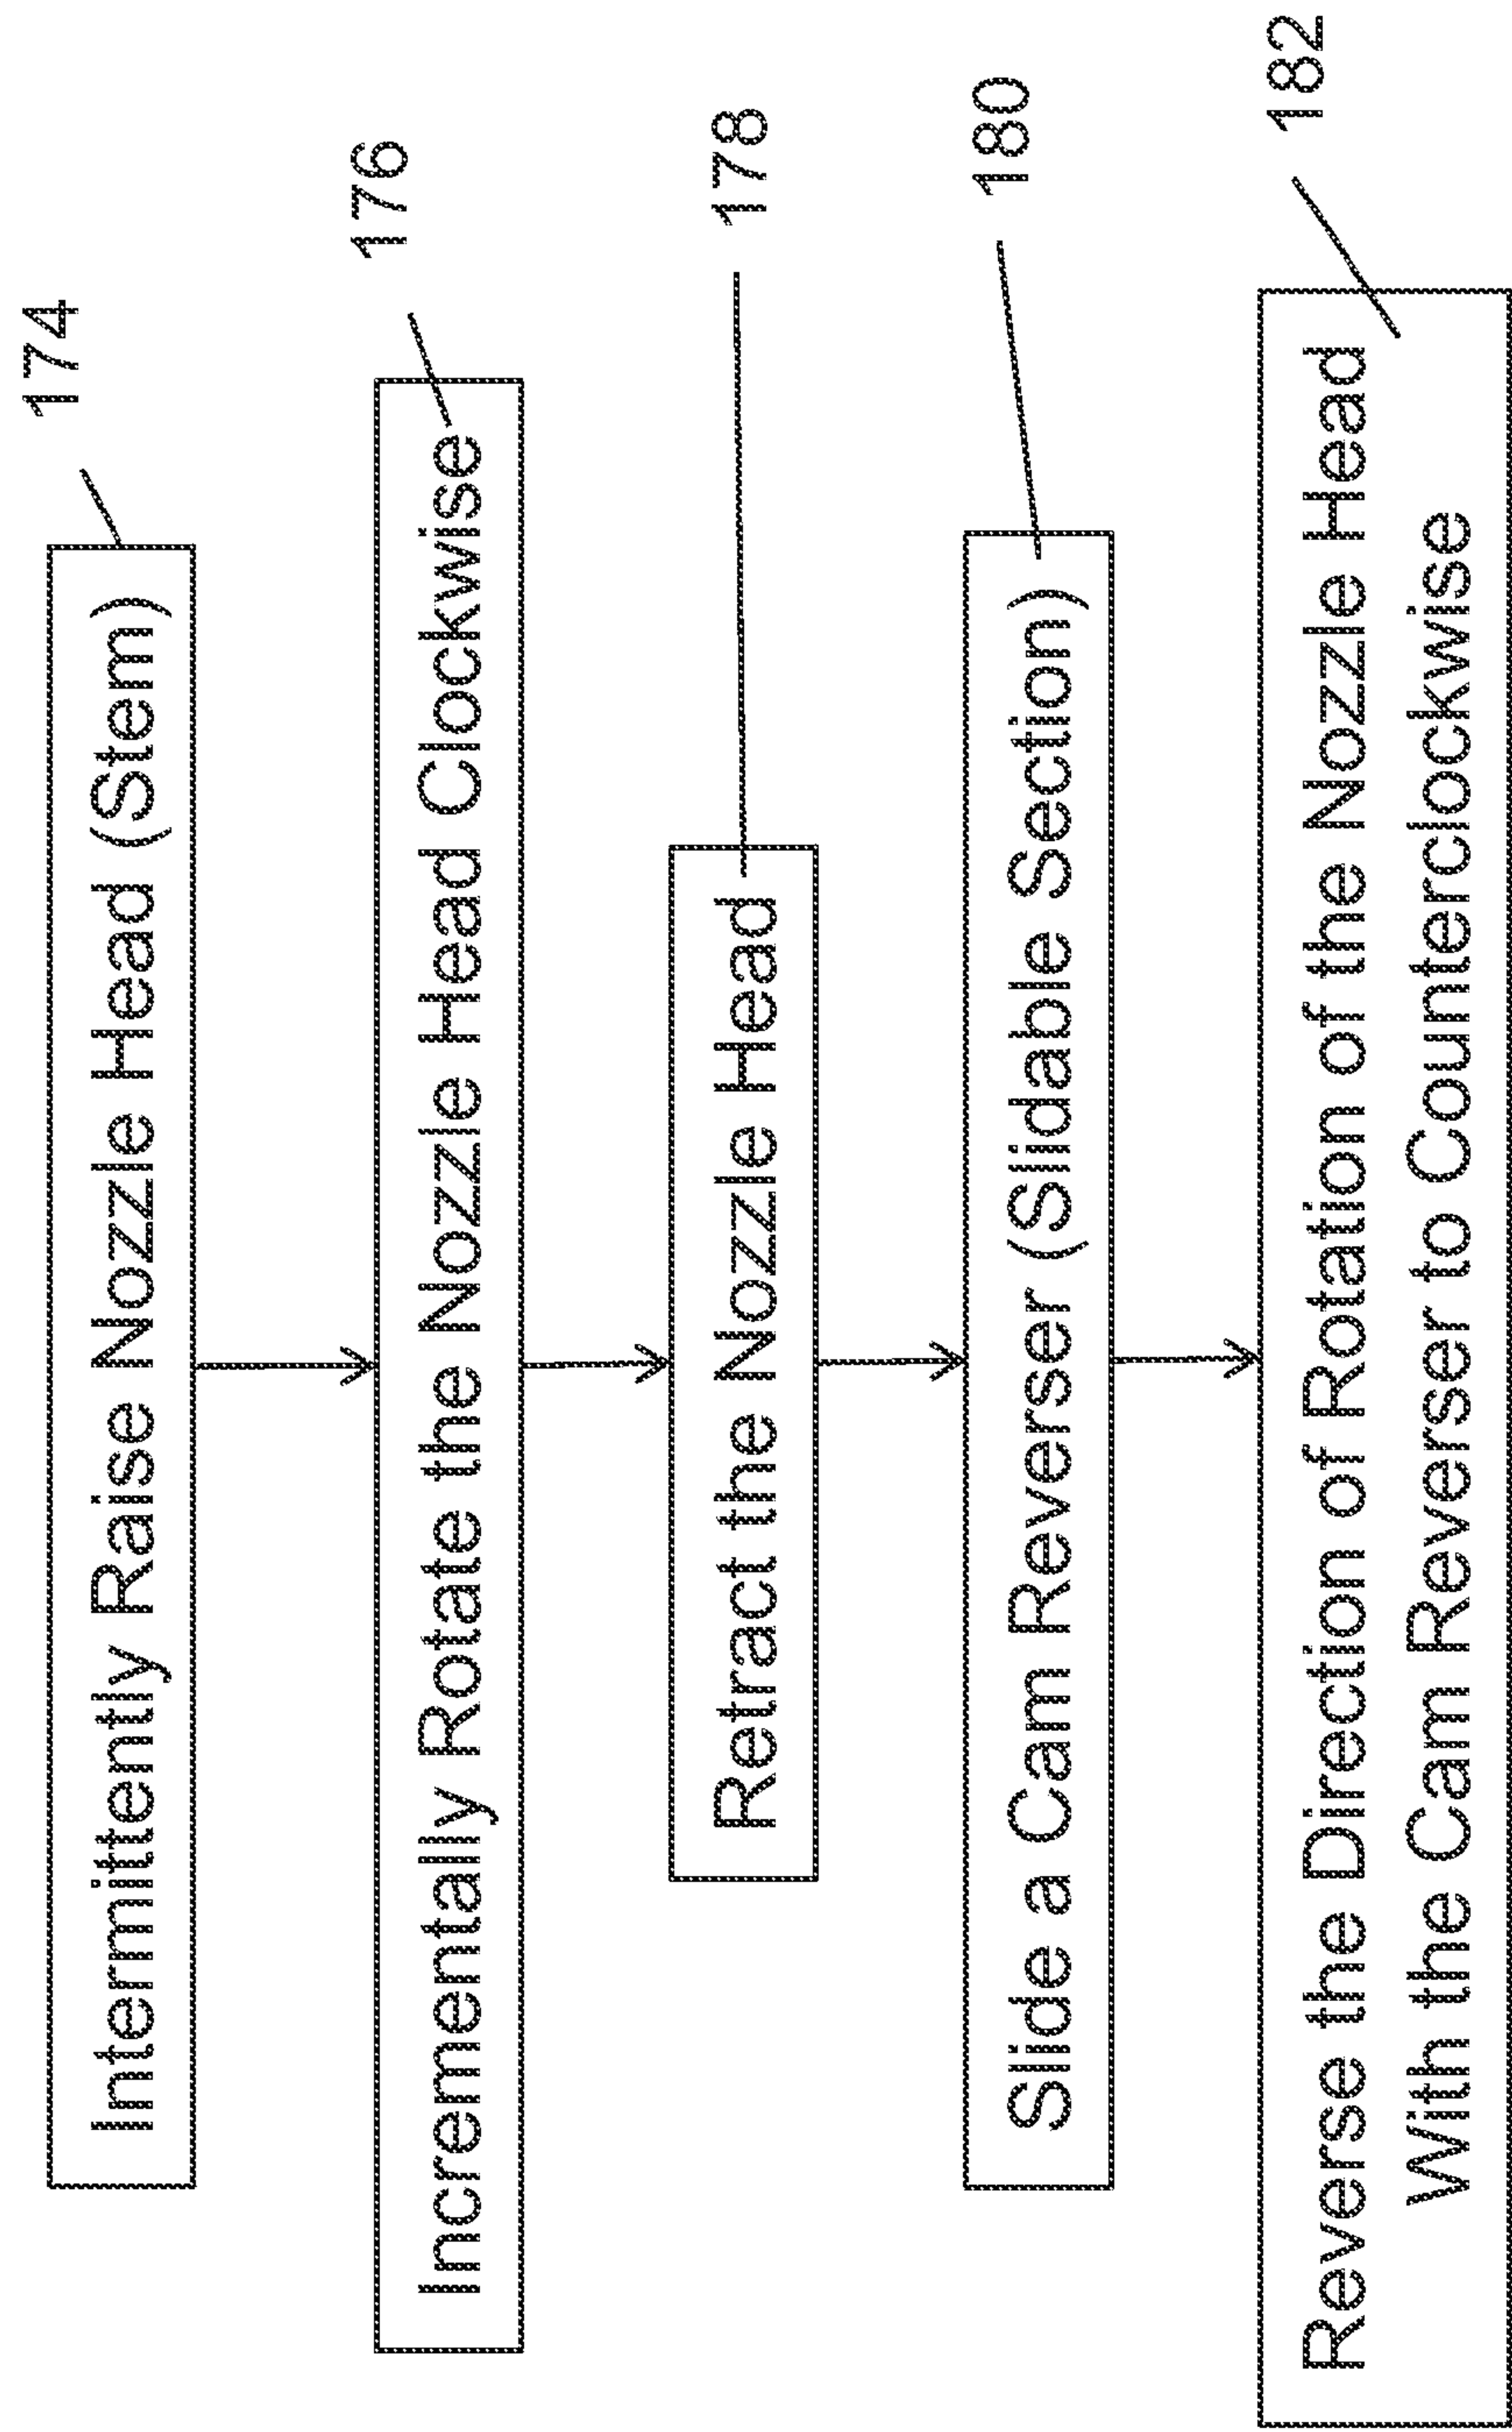 Intermittently Raise Nozzle Head (Stem)
174
Incrementally Rotate the Nozzle Head Clockwise
176
Retract the Nozzle Head
178
Slide a Cam Reverser (Slidable Section)
180
Reverse the Direction of Rotation of the Nozzle Head
With the Cam Reverser to Counterclockwise
182